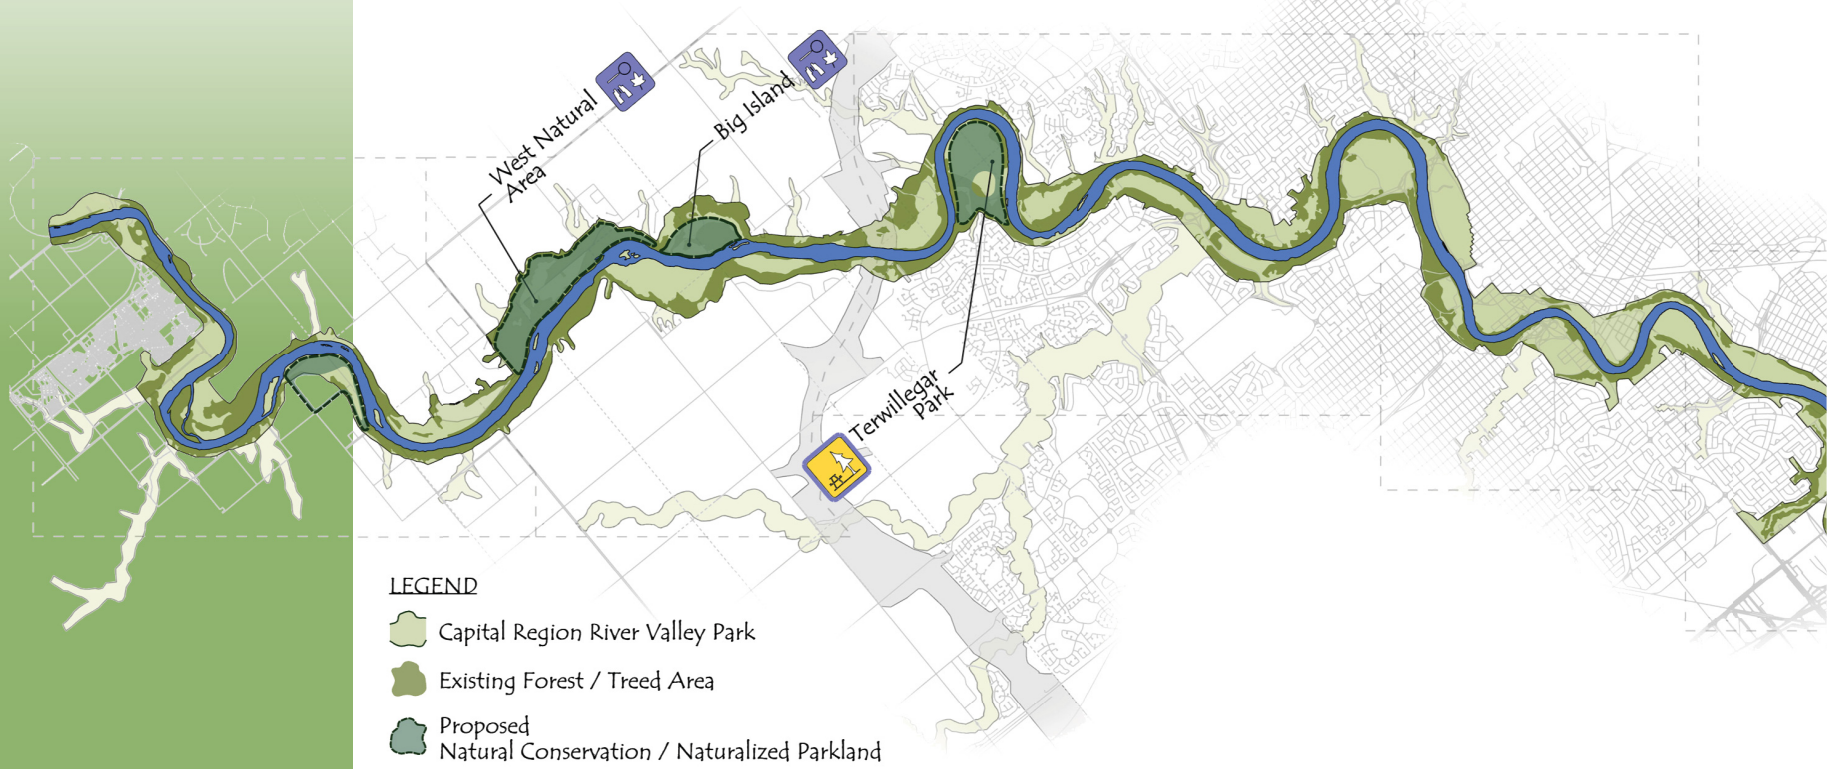 West Natural
Area
Big Island
Terwillegar
Park
LEGEND
Capital Region River Valley Park
Existing Forest / Treed Area
Proposed
Natural Conservation / Naturalized Parkland